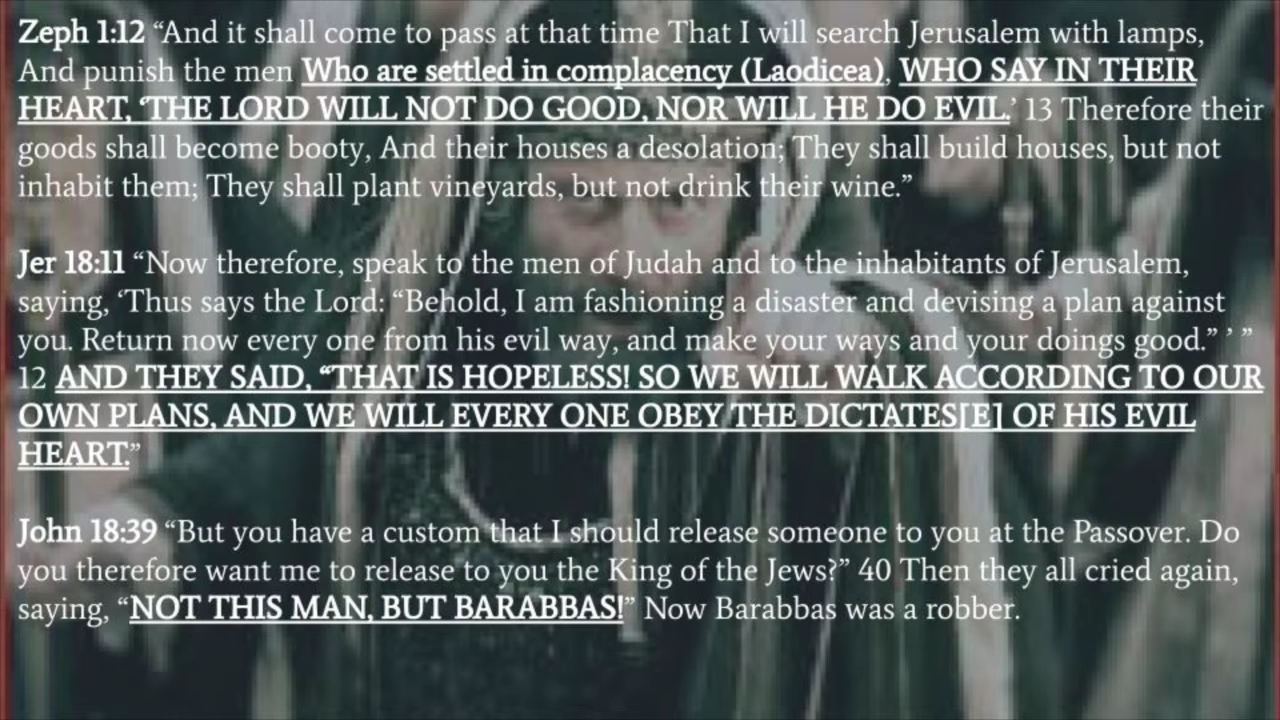 Zeph 1:12 “And it shall come to pass at that time That I will search Jerusalem with lamps,
And punish the men Who are settled in complacency (Laodicea), WHO SAY IN THEIR
HEART, ‘THE LORD WILL NOT DO GOOD, NOR WILL HE DO EVIL.’ 13 Therefore their
goods shall become booty, And their houses a desolation; They shall build houses, but not
inhabit them; They shall plant vineyards, but not drink their wine.”
Jer 18:11 “Now therefore, speak to the men of Judah and to the inhabitants of Jerusalem,
saying, ‘Thus says the Lord: “Behold, I am fashioning a disaster and devising a plan against
you. Return now every one from his evil way, and make your ways and your doings good.” ’ ”
12 AND THEY SAID, “THAT IS HOPELESS! SO WE WILL WALK ACCORDING TO OUR
OWN PLANS, AND WE WILL EVERY ONE OBEY THE DICTATES[E] OF HIS EVIL
HEART.”
John 18:39 “But you have a custom that I should release someone to you at the Passover. Do
you therefore want me to release to you the King of the Jews?” 40 Then they all cried again,
saying, “NOT THIS MAN, BUT BARABBAS!” Now Barabbas was a robber.